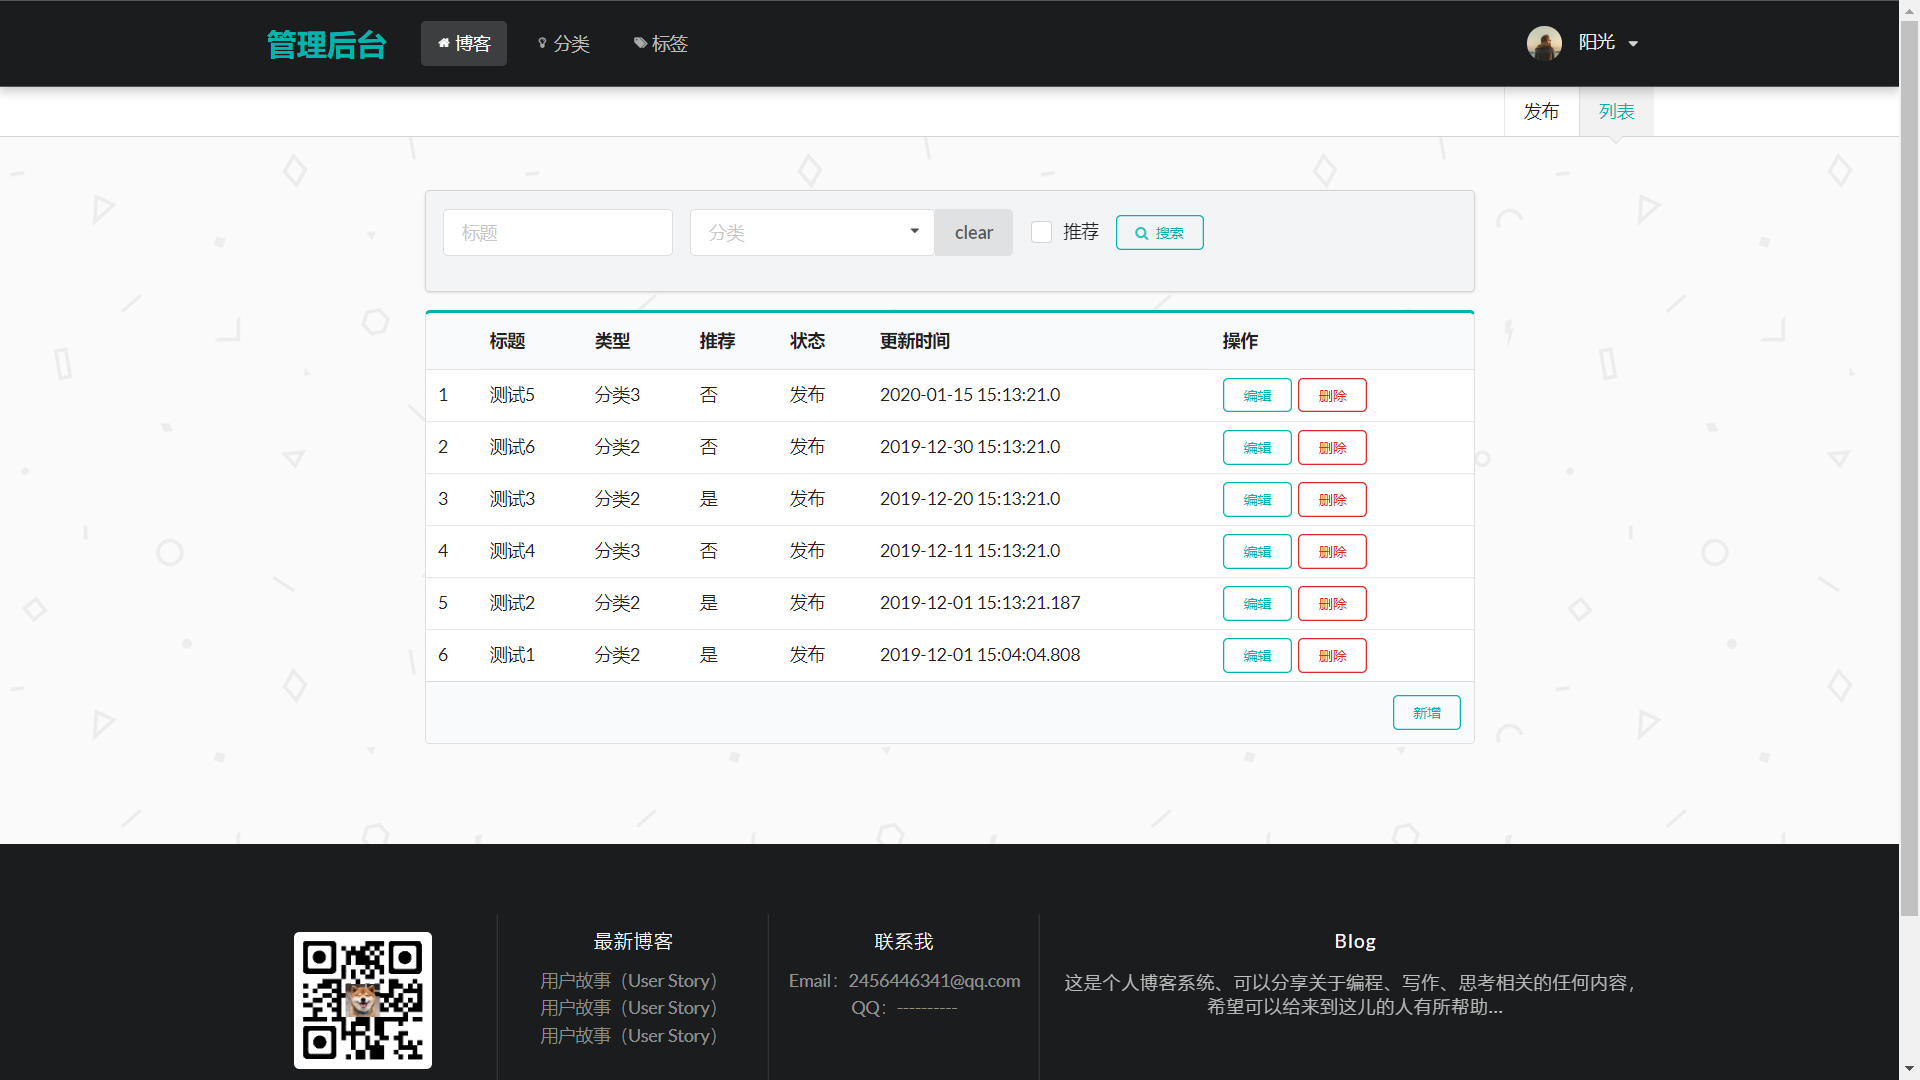 管理后台 博客 分类 标签 阳光
发布 列表
标题 分类 clear 推荐 搜索
标题 类型 推荐 状态 更新时间 操作
1 测试5 分类3 否 发布 2020-01-15 15:13:21.0 编辑 删除
2 测试6 分类2 否 发布 2019-12-30 15:13:21.0 编辑 删除
3 测试3 分类2 是 发布 2019-12-20 15:13:21.0 编辑 删除
4 测试4 分类3 否 发布 2019-12-11 15:13:21.0 编辑 删除
5 测试2 分类2 是 发布 2019-12-01 15:13:21.187 编辑 删除
6 测试1 分类2 是 发布 2019-12-01 15:04:04.808 编辑 删除
新增
最新博客
用户故事（User Story）
用户故事（User Story）
用户故事（User Story）
联系我
Email：2456446341@qq.com
QQ：----------
Blog
这是个人博客系统、可以分享关于编程、写作、思考相关的任何内容，
希望可以给来到这儿的人有所帮助...